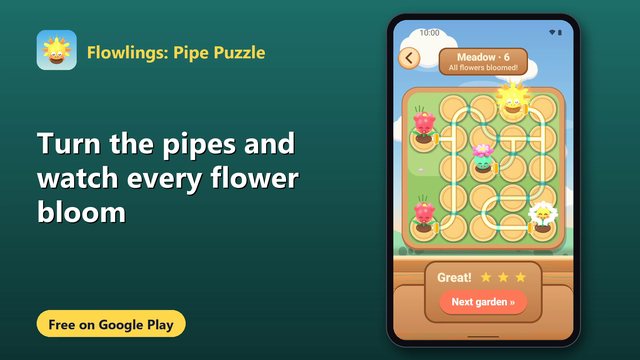 Flowlings: Pipe Puzzle
Turn the pipes and
watch every flower
bloom
Free on Google Play
10:00
Meadow · 6
All flowers bloomed!
Great!
Next garden »